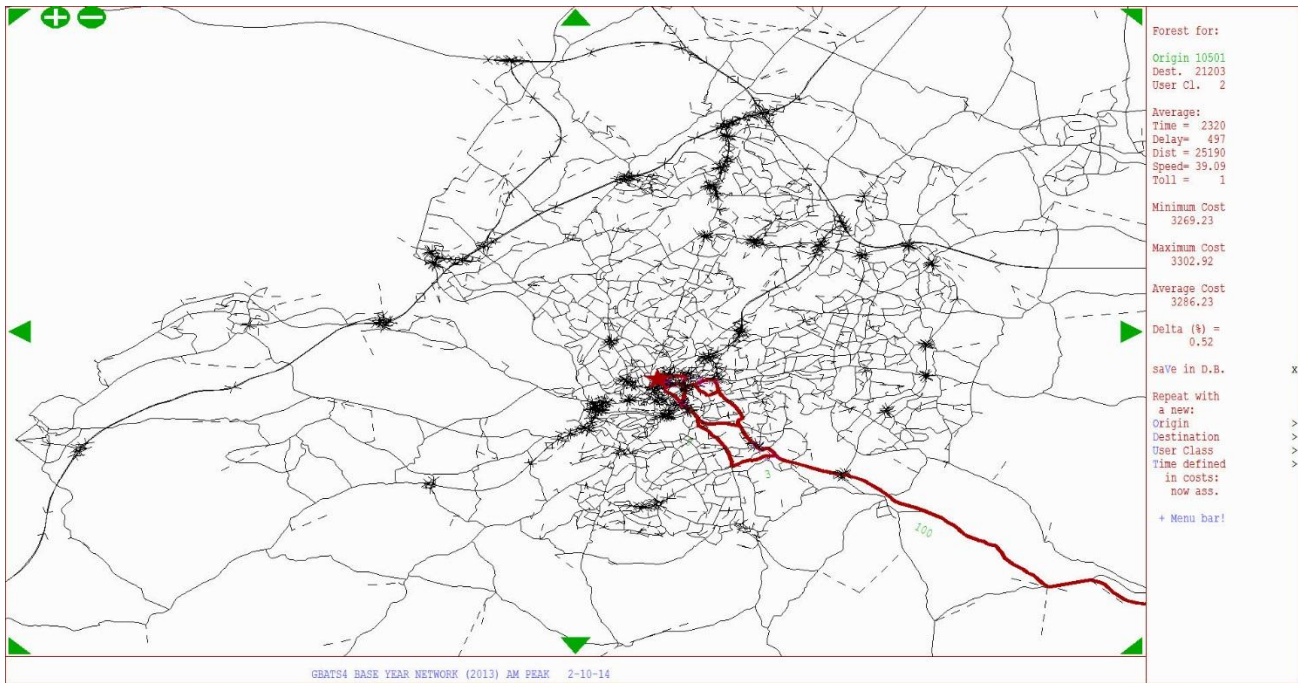 Forest for:
Origin 10501
Dest. 21203
User Cl. 2
Average:
Time = 2320
Delay= 497
Dist = 25190
Speed= 39.09
Toll = 1
Minimum Cost
3269.23
Maximum Cost
3302.92
Average Cost
3286.23
Delta (%) =
0.52
saVe in D.B. x
Repeat with
a new:
Origin >
Destination >
User Class >
Time defined >
in costs:
now ass.
+ Menu bar!
3
100
GBATS4 BASE YEAR NETWORK (2013) AM PEAK 2-10-14